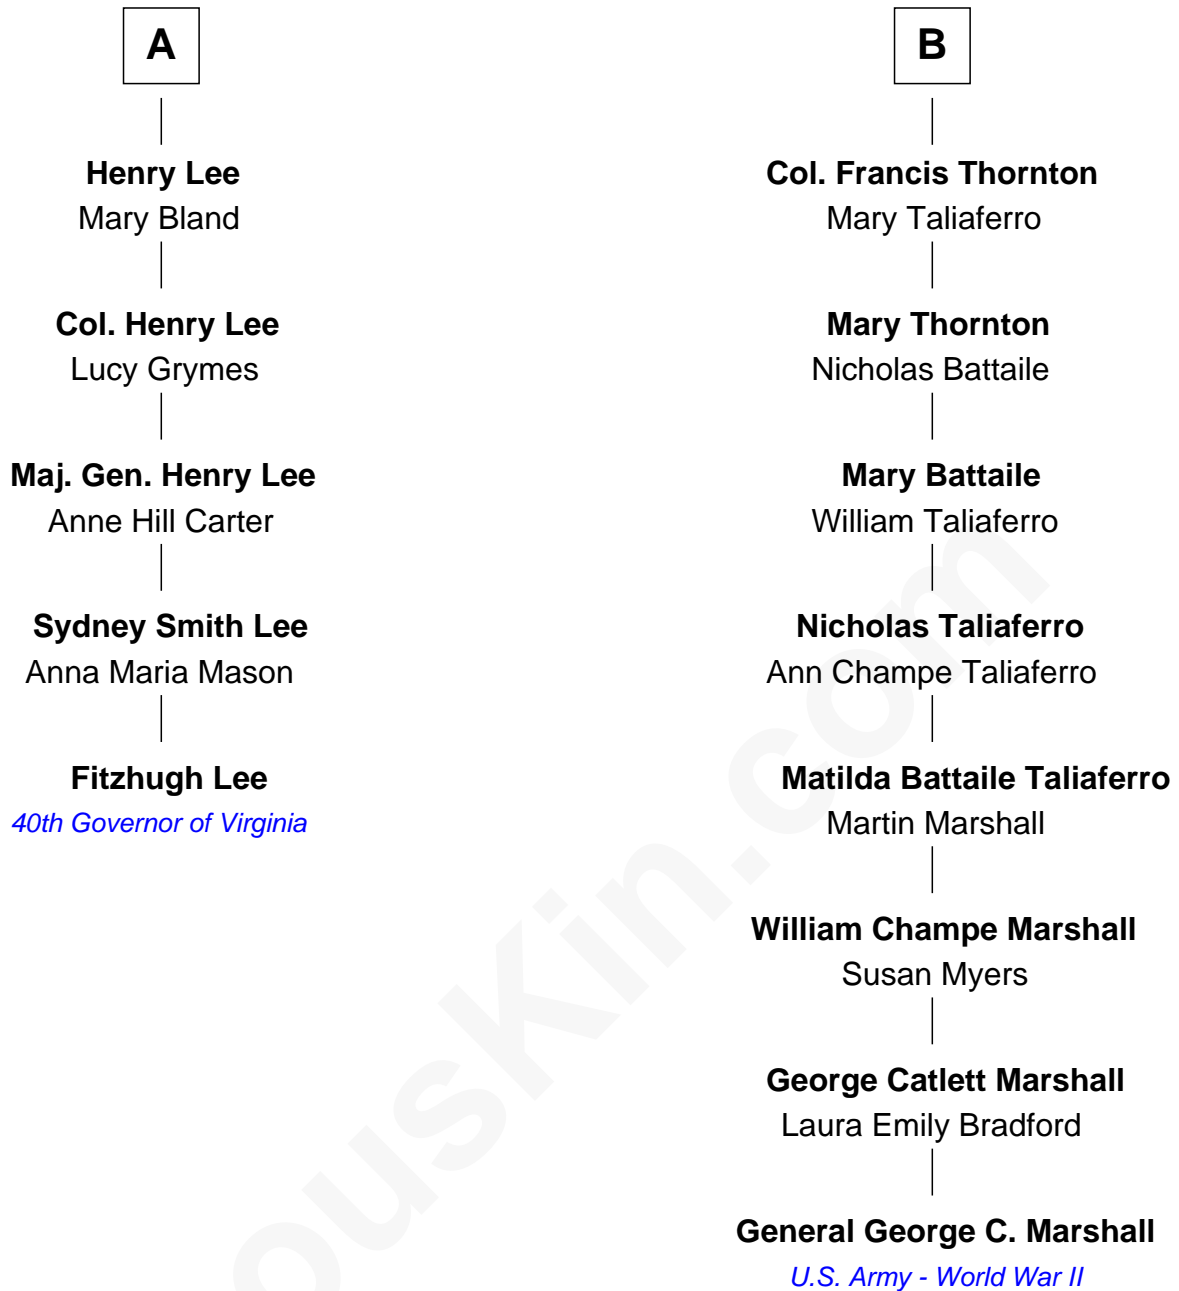 A
Henry Lee
Mary Bland
Col. Henry Lee
Lucy Grymes
Maj. Gen. Henry Lee
Anne Hill Carter
Sydney Smith Lee
Anna Maria Mason
Fitzhugh Lee
40th Governor of Virginia
B
Col. Francis Thornton
Mary Taliaferro
Mary Thornton
Nicholas Battaile
Mary Battaile
William Taliaferro
Nicholas Taliaferro
Ann Champe Taliaferro
Matilda Battaile Taliaferro
Martin Marshall
William Champe Marshall
Susan Myers
George Catlett Marshall
Laura Emily Bradford
General George C. Marshall
U.S. Army - World War II
ousKin.com